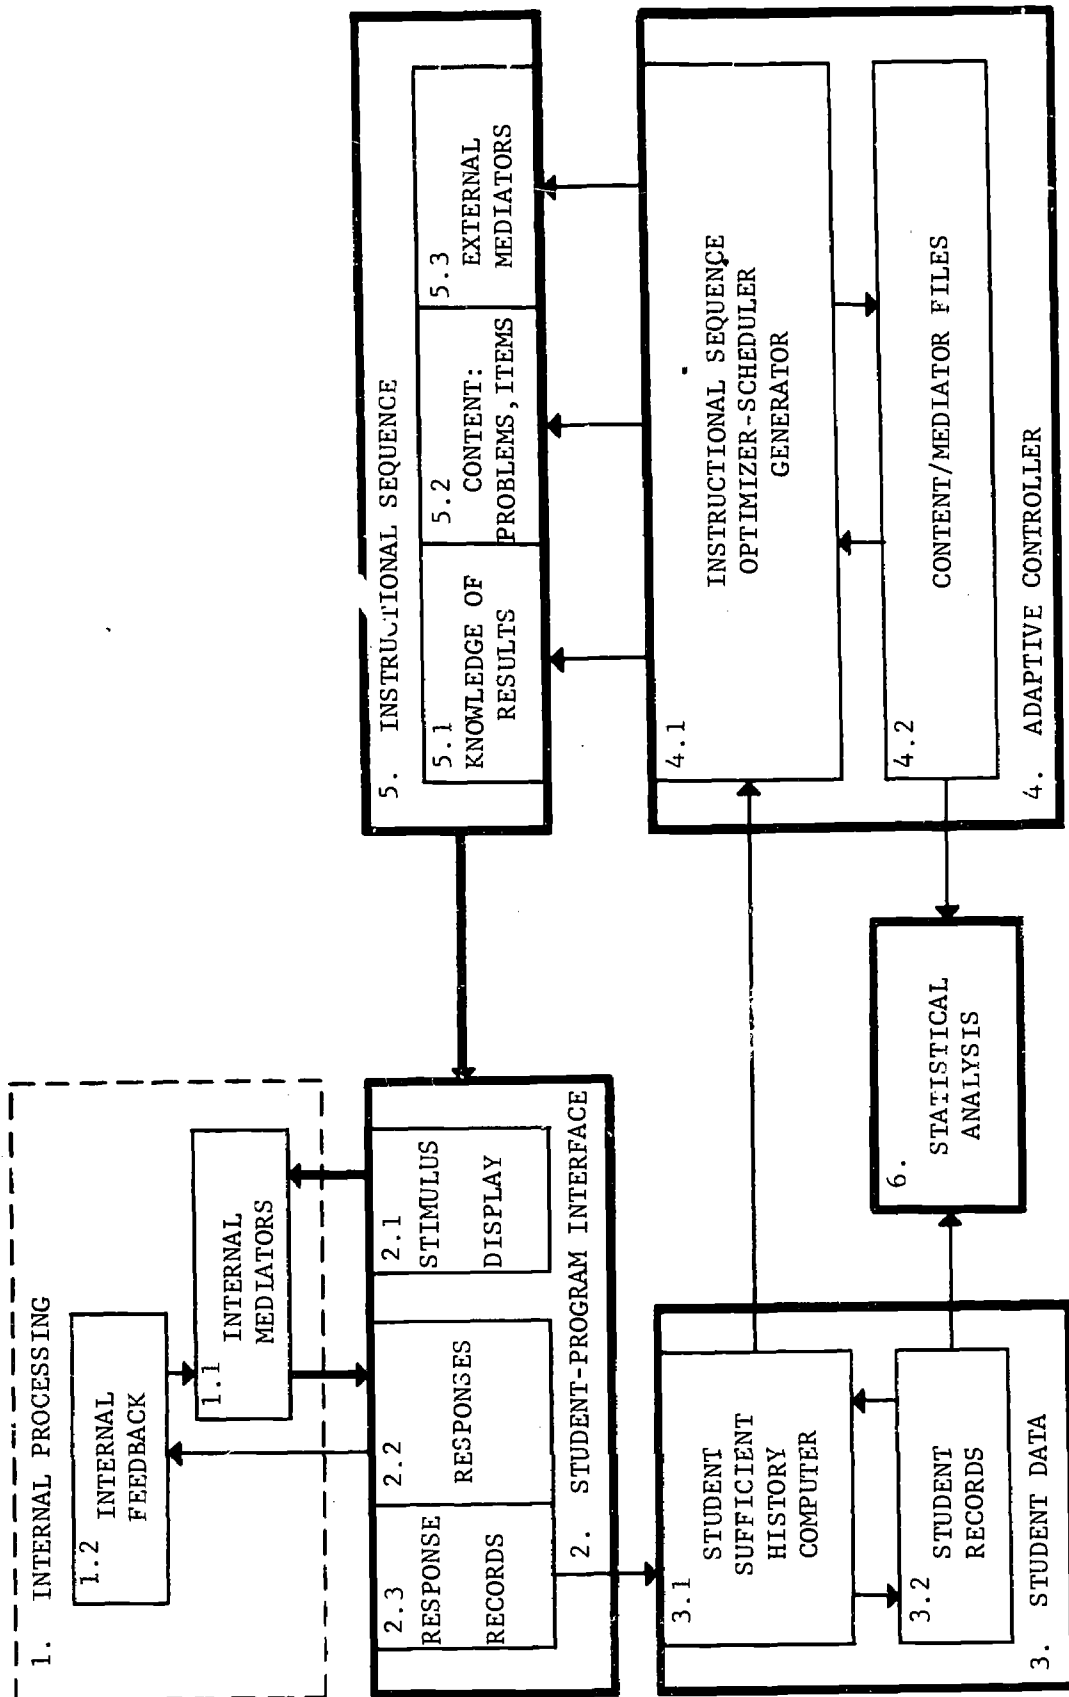 1. INTERNAL PROCESSING
1.2
INTERNAL
FEEDBACK
1.1
INTERNAL
MEDIATORS
2.3
RESPONSE
RECORDS
2.2
RESPONSES
2.1
STIMULUS
DISPLAY
2. STUDENT-PROGRAM INTERFACE
3.1
STUDENT
SUFFICIENT
HISTORY
COMPUTER
3.2
STUDENT
RECORDS
3. STUDENT DATA
6.
STATISTICAL
ANALYSIS
5. INSTRUCTIONAL SEQUENCE
5.1
KNOWLEDGE OF
RESULTS
5.2
CONTENT:
PROBLEMS,ITEMS
5.3
EXTERNAL
MEDIATORS
4.1
INSTRUCTIONAL SEQUENCE
OPTIMIZER-SCHEDULER
GENERATOR
4.2
CONTENT/MEDIATOR FILES
4. ADAPTIVE CONTROLLER